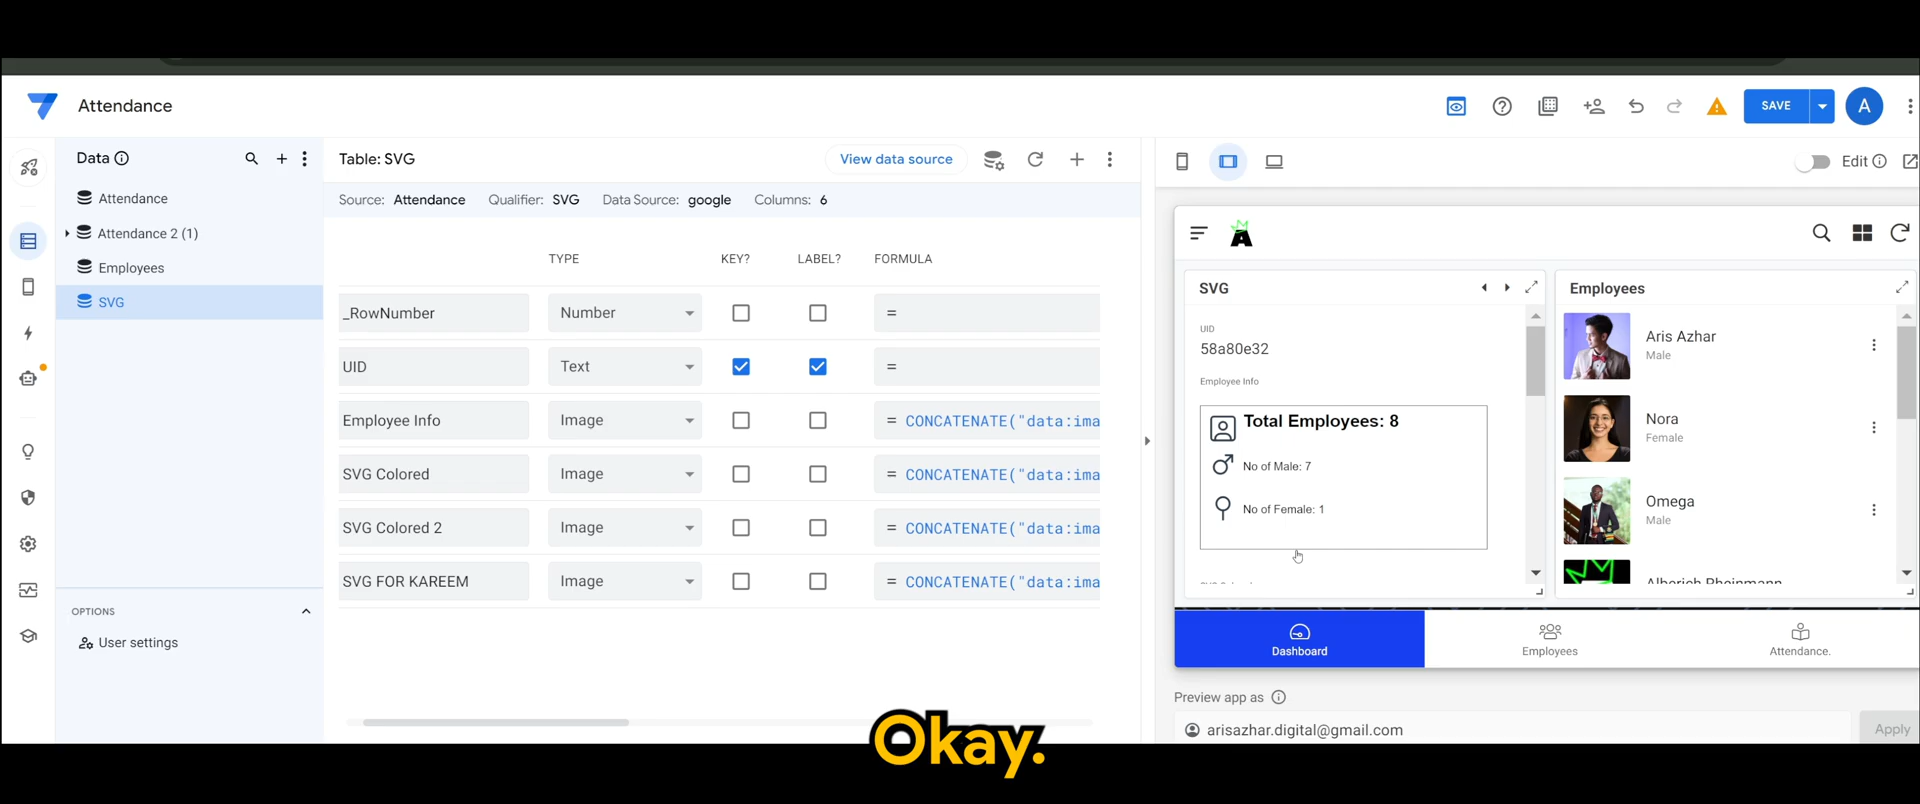 Attendance
SAVE
A
Data
Attendance
Attendance 2 (1)
Employees
SVG
OPTIONS
User settings
Table: SVG
View data source
Source: Attendance Qualifier: SVG Data Source: google Columns: 6
TYPE KEY? LABEL? FORMULA
_RowNumber Number =
UID Text =
Employee Info Image = CONCATENATE("data:ima
SVG Colored Image = CONCATENATE("data:ima
SVG Colored 2 Image = CONCATENATE("data:ima
SVG FOR KAREEM Image = CONCATENATE("data:ima
Edit
A
SVG
UID
58a80e32
Employee Info
Total Employees: 8
No of Male: 7
No of Female: 1
Employees
Aris Azhar
Male
Nora
Female
Omega
Male
Alberich Rheinmann
Dashboard
Employees
Attendance.
Preview app as
arisazhar.digital@gmail.com
Apply
Okay.